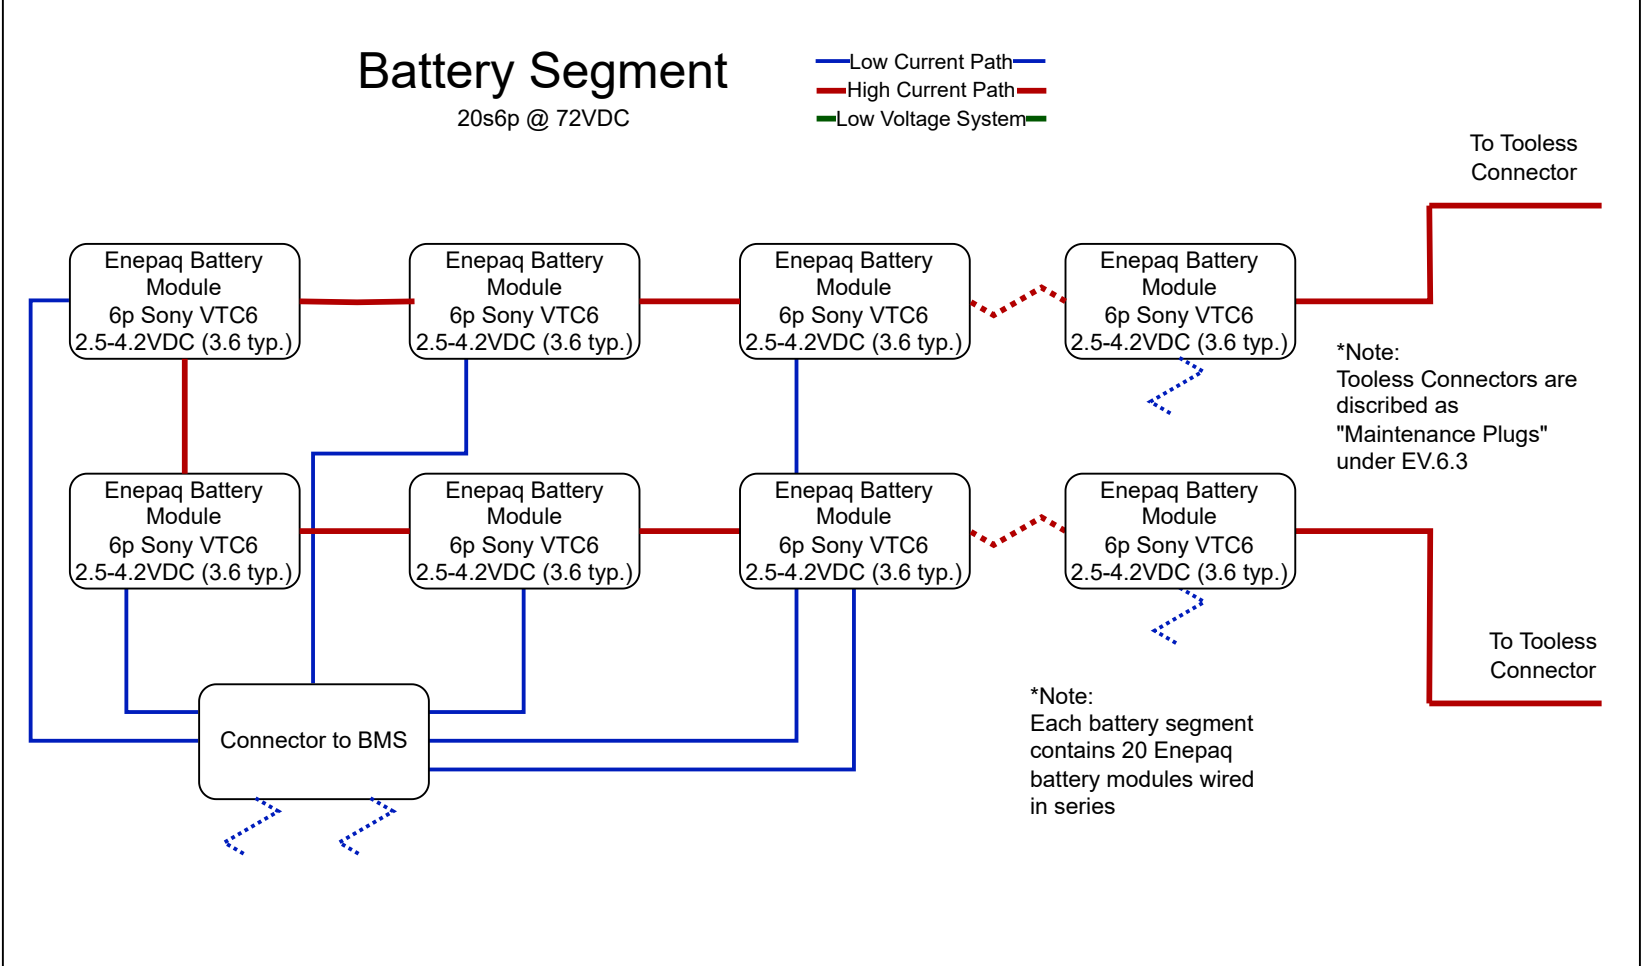 Battery Segment
20s6p @ 72VDC
Low Current Path
High Current Path
Low Voltage System
To Tooless
Connector
Enepaq Battery
Module
6p Sony VTC6
2.5-4.2VDC (3.6 typ.)
Enepaq Battery
Module
6p Sony VTC6
2.5-4.2VDC (3.6 typ.)
Enepaq Battery
Module
6p Sony VTC6
2.5-4.2VDC (3.6 typ.)
Enepaq Battery
Module
6p Sony VTC6
2.5-4.2VDC (3.6 typ.)
*Note:
Tooless Connectors are
discribed as
"Maintenance Plugs"
under EV.6.3
Enepaq Battery
Module
6p Sony VTC6
2.5-4.2VDC (3.6 typ.)
Enepaq Battery
Module
6p Sony VTC6
2.5-4.2VDC (3.6 typ.)
Enepaq Battery
Module
6p Sony VTC6
2.5-4.2VDC (3.6 typ.)
Enepaq Battery
Module
6p Sony VTC6
2.5-4.2VDC (3.6 typ.)
To Tooless
Connector
Connector to BMS
*Note:
Each battery segment
contains 20 Enepaq
battery modules wired
in series